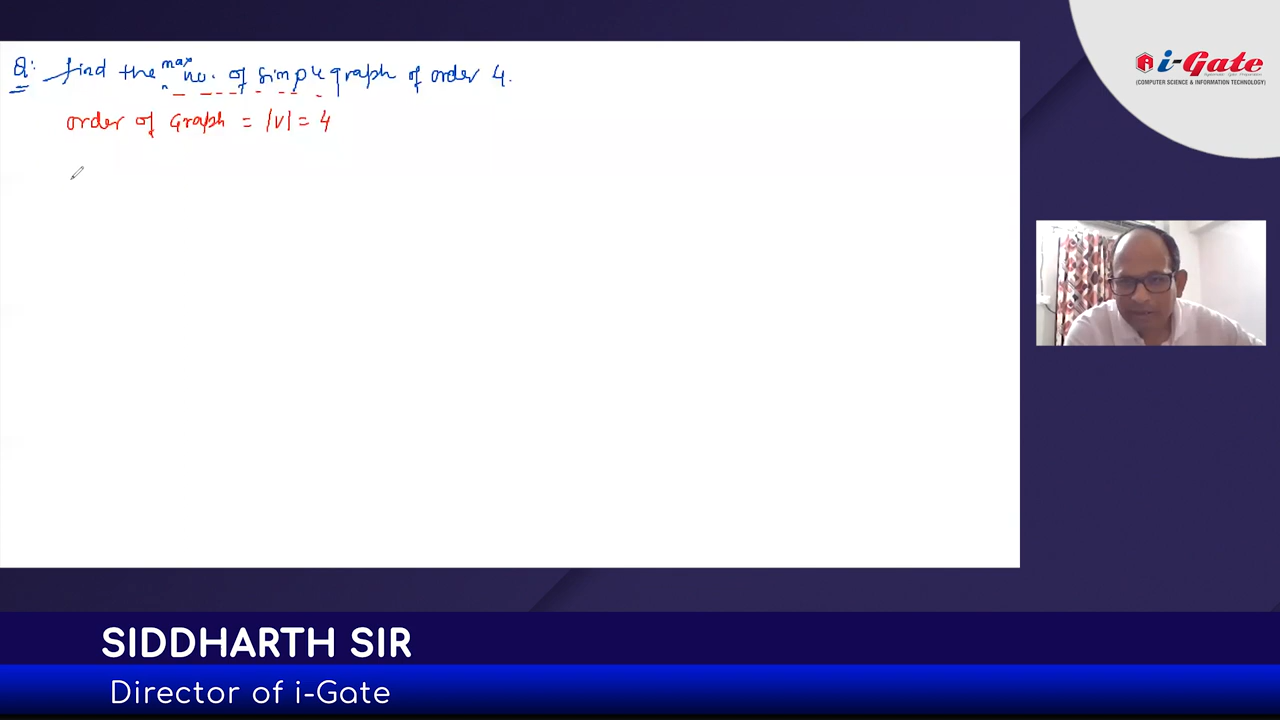 Q: find the max no. of simple graph of order 4.
order of Graph = |V| = 4
i-Gate
(COMPUTER SCIENCE & INFORMATION TECHNOLOGY)
SIDDHARTH SIR
Director of i-Gate